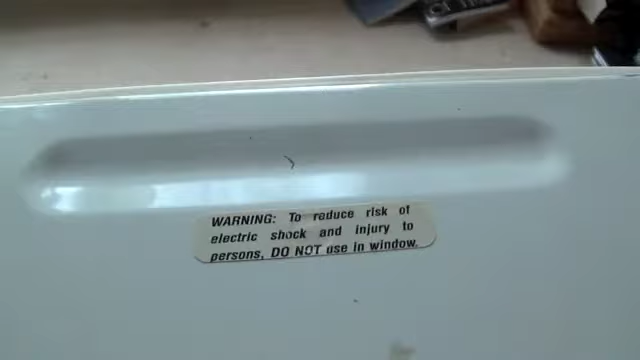 WARNING: To reduce risk of
electric shock and injury to
persons, DO NOT use in window.